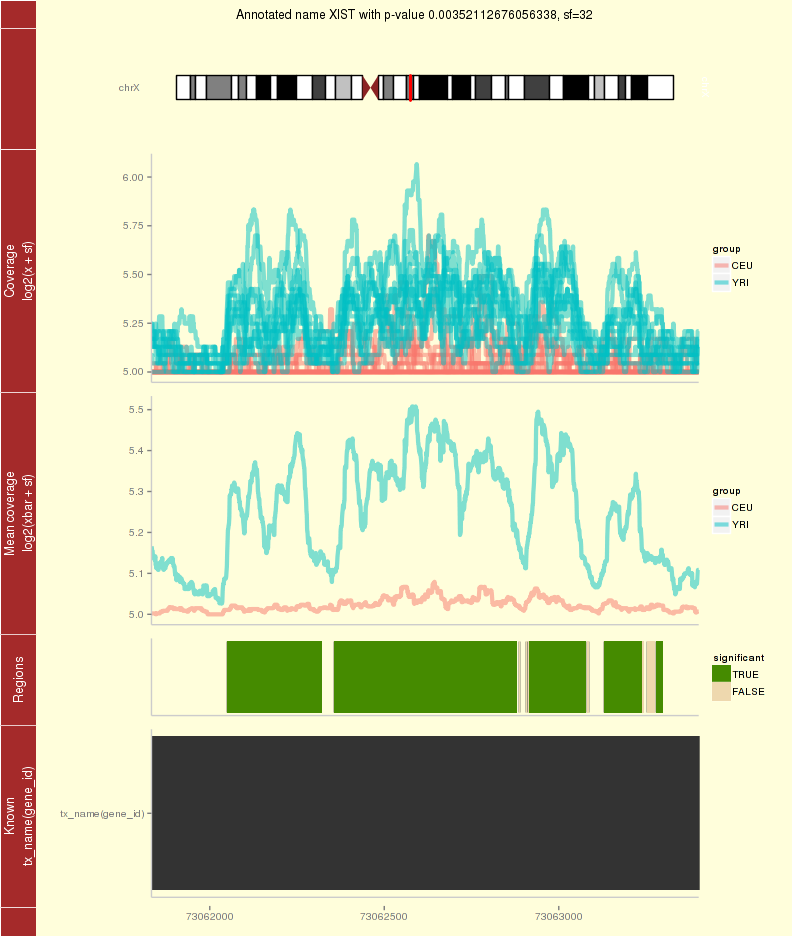 Annotated name XIST with p-value 0.00352112676056338, sf=32
chrX
Coverage
log2(x + sf)
6.00
5.75
5.50
5.25
5.00
group
CEU
YRI
Mean coverage
log2(xbar + sf)
5.5
5.4
5.3
5.2
5.1
5.0
group
CEU
YRI
Regions
significant
TRUE
FALSE
Known
tx_name(gene_id)
tx_name(gene_id)
73062000
73062500
73063000